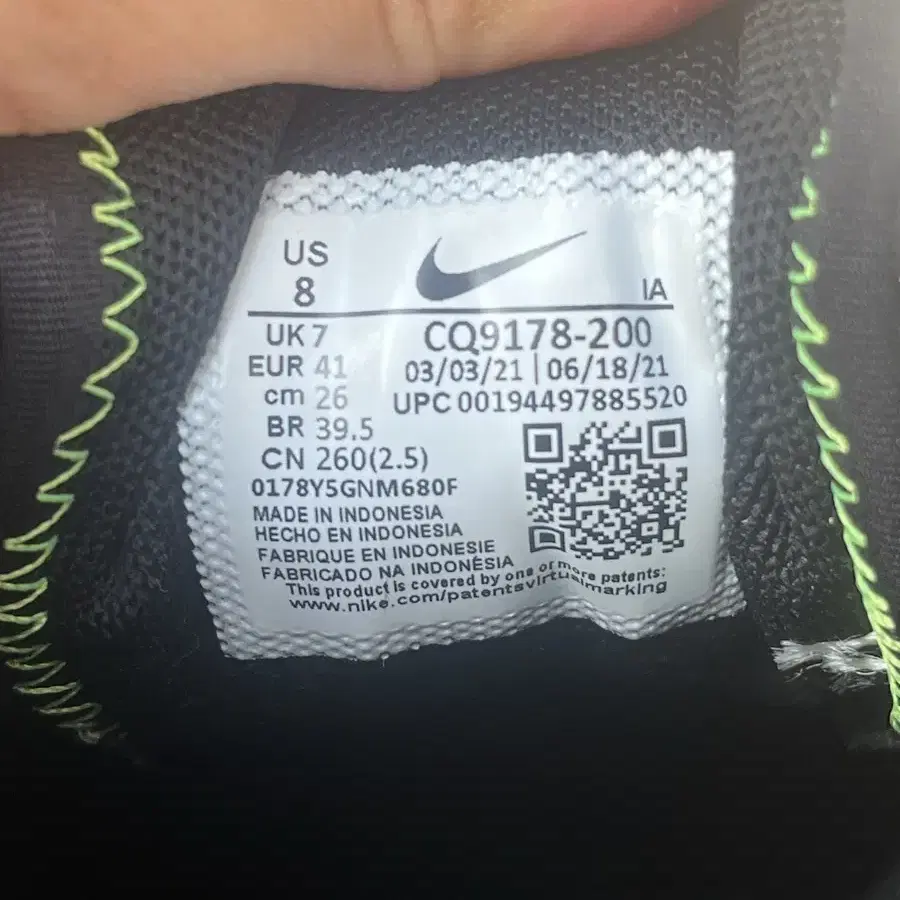 US
8
IA
UK 7
CQ9178-200
EUR 41
03/03/21 | 06/18/21
cm 26
UPC 00194497885520
BR 39.5
CN 260(2.5)
0178Y5GNM680F
MADE IN INDONESIA
HECHO EN INDONESIA
FABRIQUE EN INDONESIE
FABRICADO NA INDONÉSIA
This product is covered by one or more patents:
www.nike.com/patentsvirtualmarking